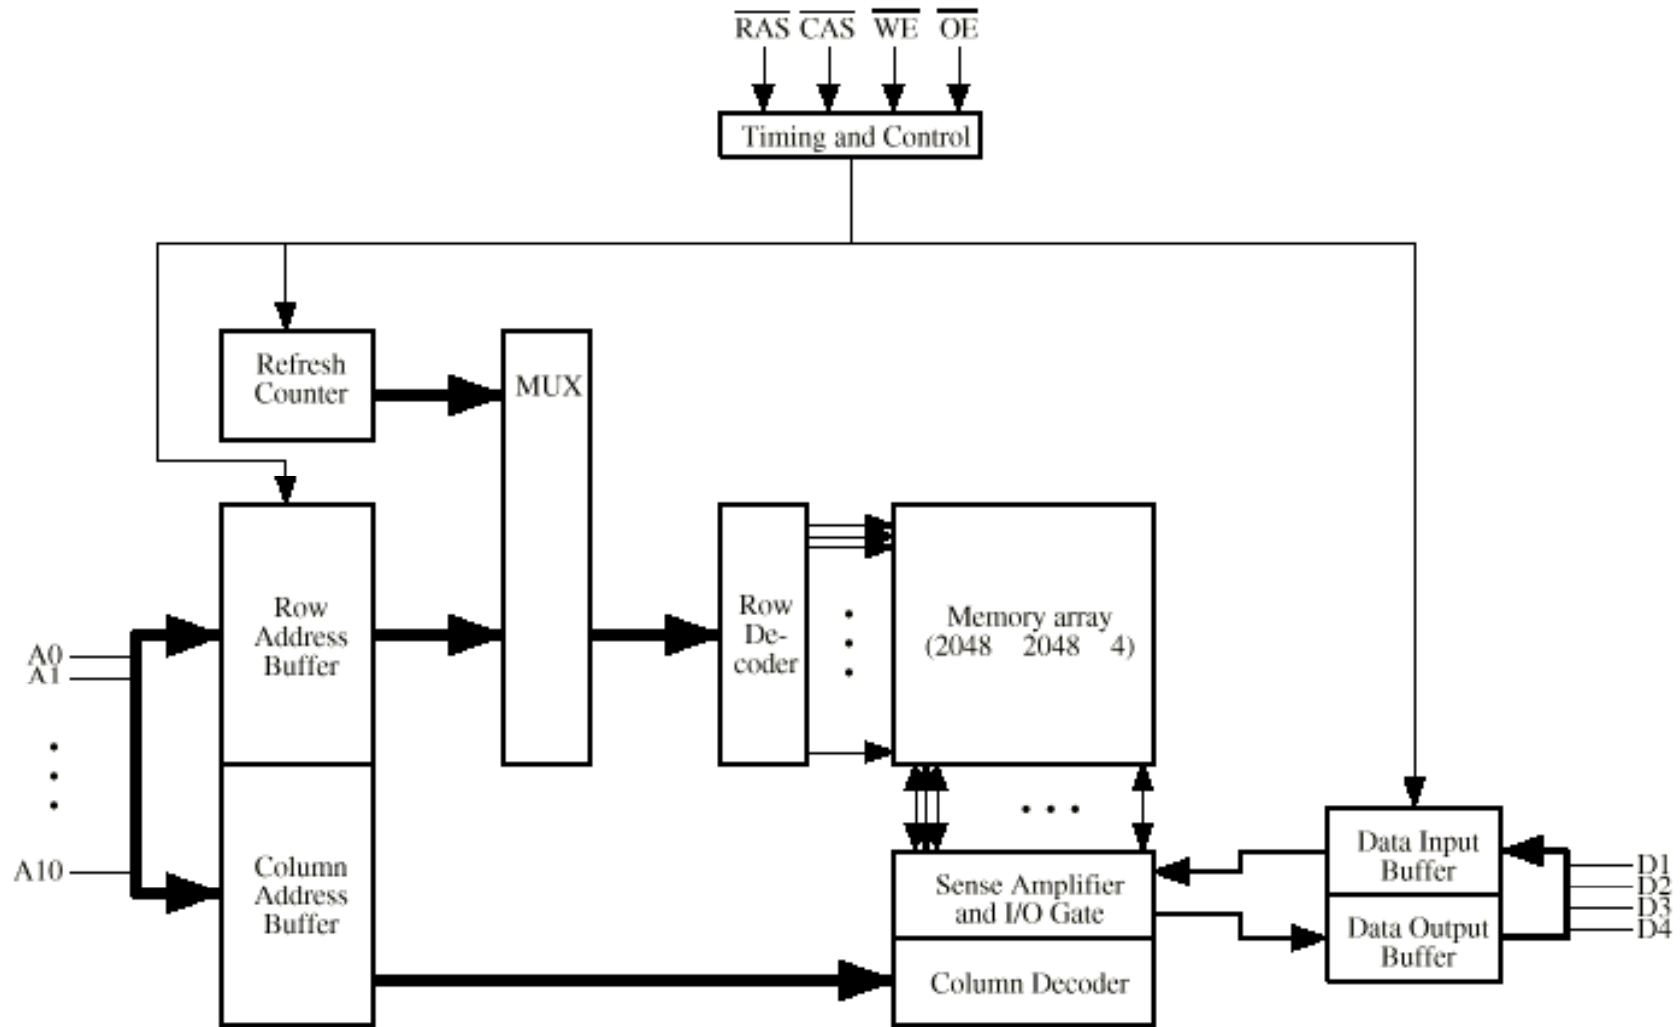 RAS CAS WE OE
Timing and Control
Refresh
Counter
MUX
Row
Address
Buffer
Row
De-
coder
Memory array
(2048 2048 4)
A0
A1
A10
Column
Address
Buffer
Sense Amplifier
and I/O Gate
Column Decoder
Data Input
Buffer
Data Output
Buffer
D1
D2
D3
D4